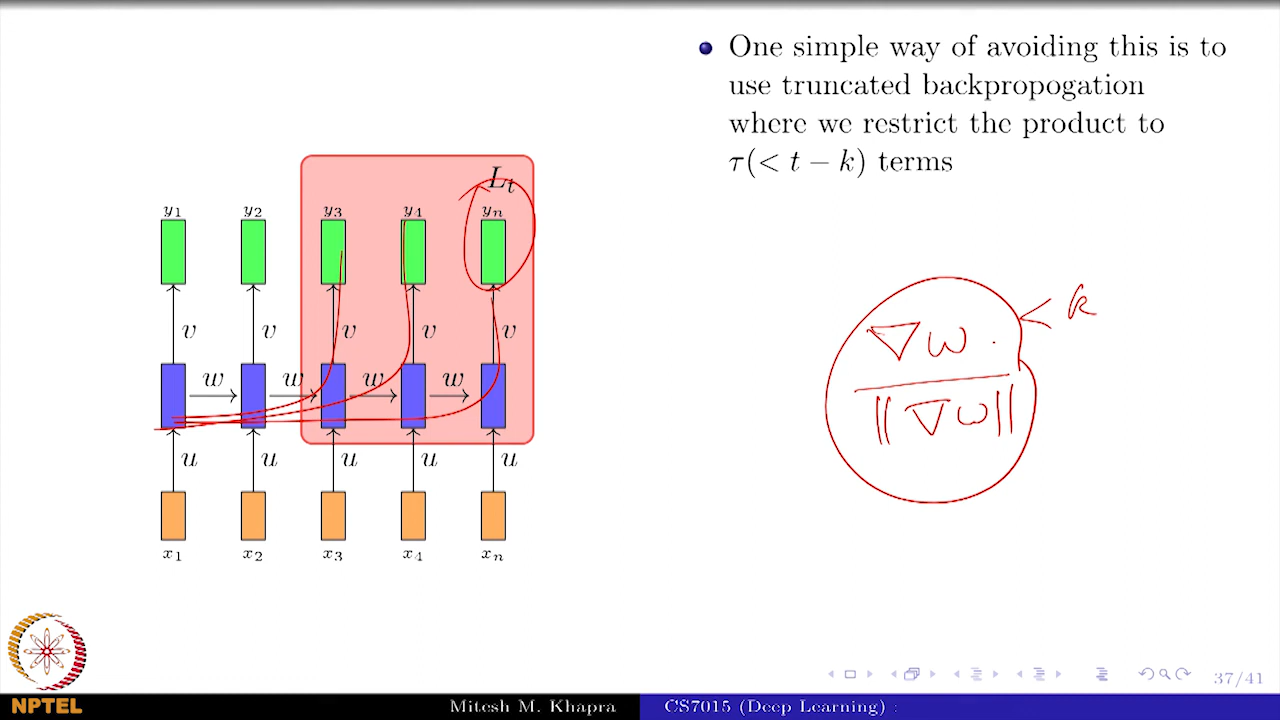 One simple way of avoiding this is to
use truncated backpropogation
where we restrict the product to
τ(< t − k) terms
L_t
y_1 y_2 y_3 y_4 y_n
v v v v v
w w w w
u u u u u
x_1 x_2 x_3 x_4 x_n
< k
∇w .
‖∇w‖
37/41
NPTEL
Mitesh M. Khapra CS7015 (Deep Learning) :